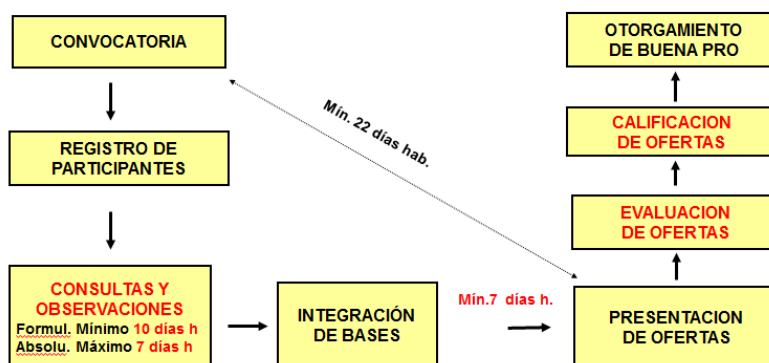 CONVOCATORIA
REGISTRO DE
PARTICIPANTES
CONSULTAS Y
OBSERVACIONES
Formul. Mínimo 10 días h
Absolu. Máximo 7 días h
INTEGRACIÓN
DE BASES
Mín.7 días h.
Mín. 22 días hab.
PRESENTACION
DE OFERTAS
EVALUACION
DE OFERTAS
CALIFICACION
DE OFERTAS
OTORGAMIENTO
DE BUENA PRO